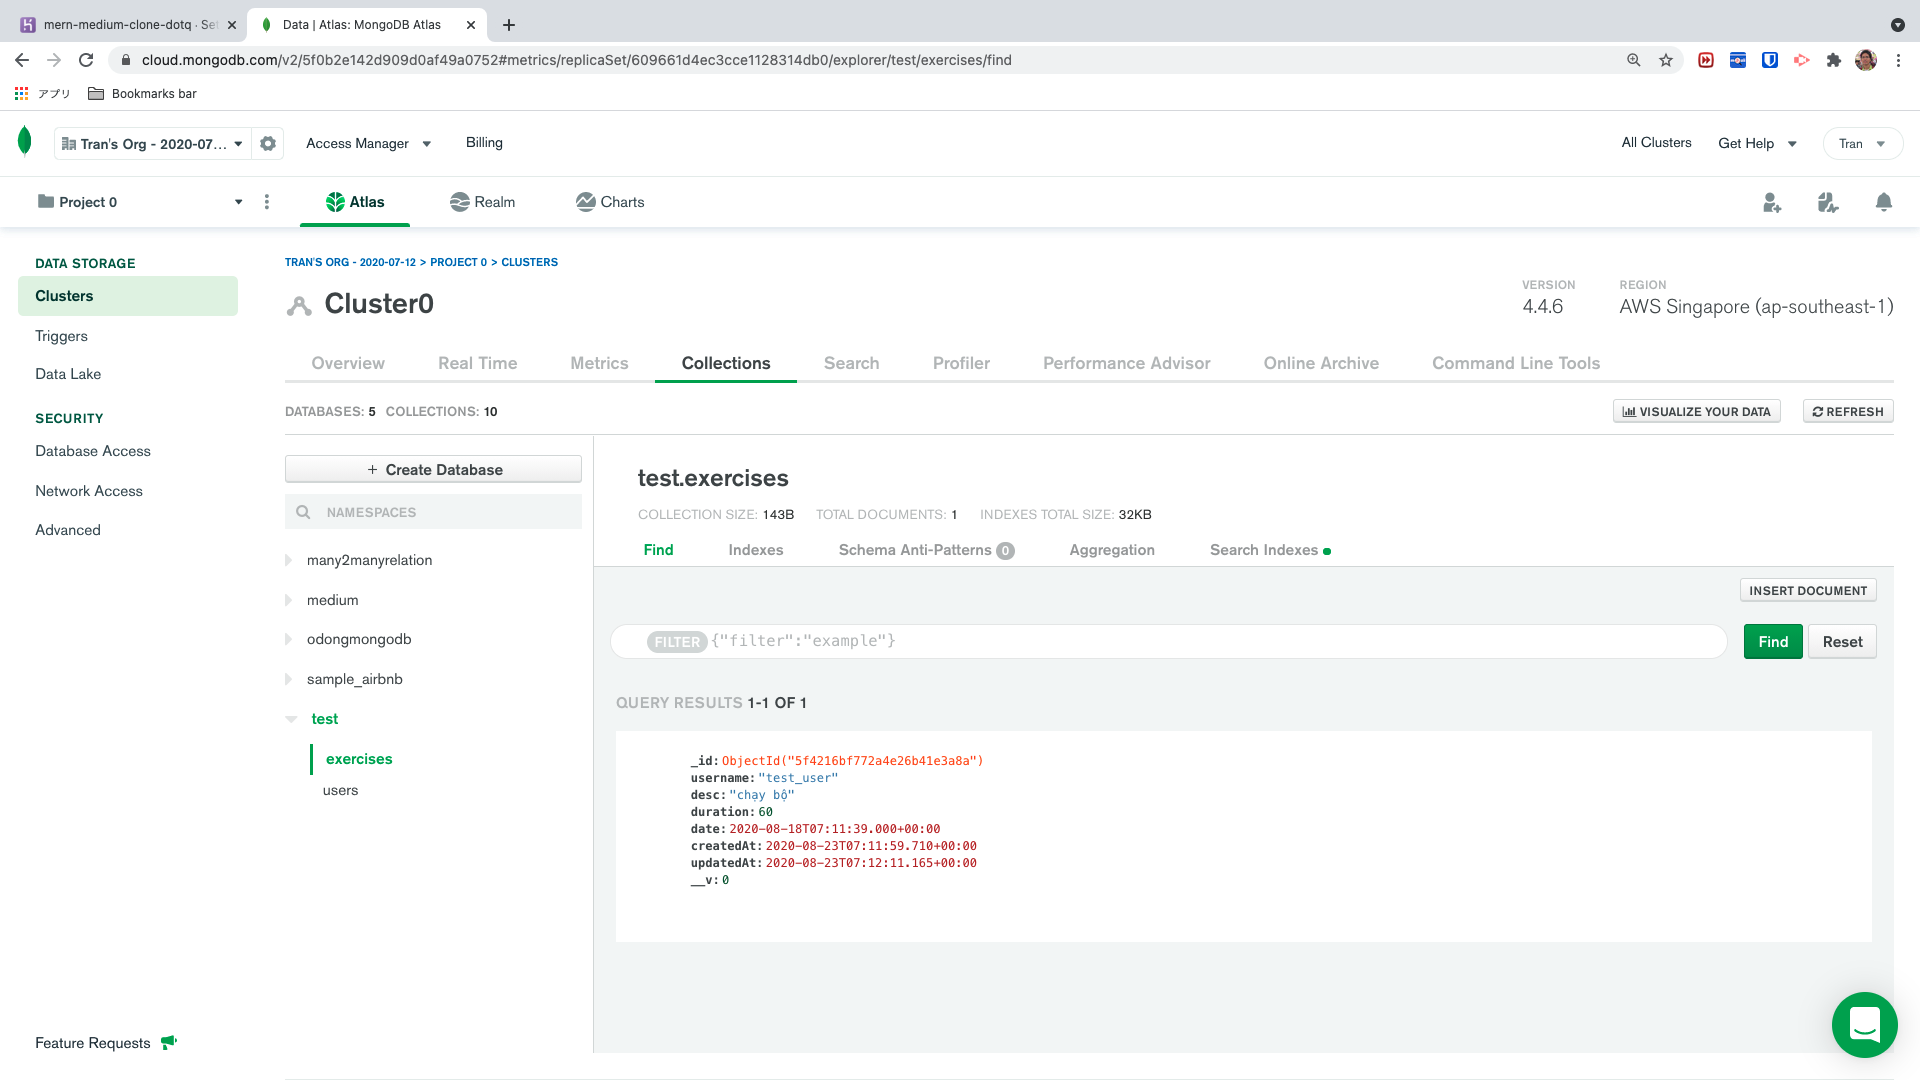 mern-medium-clone-dotq · Set
Data | Atlas: MongoDB Atlas
cloud.mongodb.com/v2/5f0b2e142d909d0af49a0752#metrics/replicaSet/609661d4ec3cce1128314db0/explorer/test/exercises/find
アプリ Bookmarks bar
Tran's Org - 2020-07... Access Manager Billing All Clusters Get Help Tran
Project 0 Atlas Realm Charts
DATA STORAGE
Clusters
Triggers
Data Lake
SECURITY
Database Access
Network Access
Advanced
Feature Requests
TRAN'S ORG - 2020-07-12 > PROJECT 0 > CLUSTERS
Cluster0
VERSION
4.4.6
REGION
AWS Singapore (ap-southeast-1)
Overview Real Time Metrics Collections Search Profiler Performance Advisor Online Archive Command Line Tools
DATABASES: 5 COLLECTIONS: 10
VISUALIZE YOUR DATA REFRESH
+ Create Database
NAMESPACES
many2manyrelation
medium
odongmongodb
sample_airbnb
test
exercises
users
test.exercises
COLLECTION SIZE: 143B TOTAL DOCUMENTS: 1 INDEXES TOTAL SIZE: 32KB
Find Indexes Schema Anti-Patterns 0 Aggregation Search Indexes
INSERT DOCUMENT
FILTER {"filter":"example"} Find Reset
QUERY RESULTS 1-1 OF 1
_id: ObjectId("5f4216bf772a4e26b41e3a8a")
username: "test_user"
desc: "chạy bộ"
duration: 60
date: 2020-08-18T07:11:39.000+00:00
createdAt: 2020-08-23T07:11:59.710+00:00
updatedAt: 2020-08-23T07:12:11.165+00:00
__v: 0